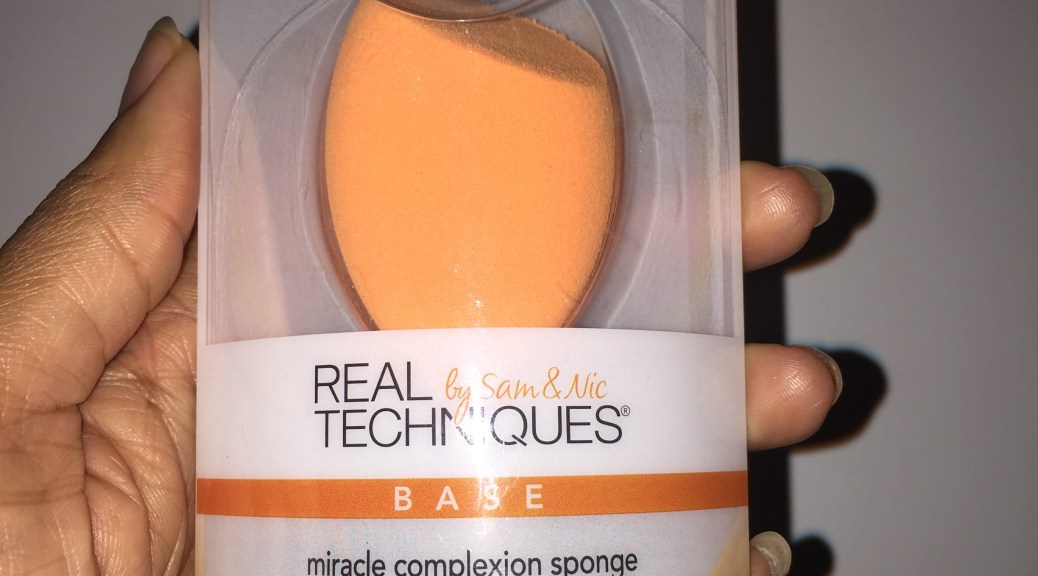 REAL by Sam & Nic
TECHNIQUES®
BASE
miracle complexion sponge